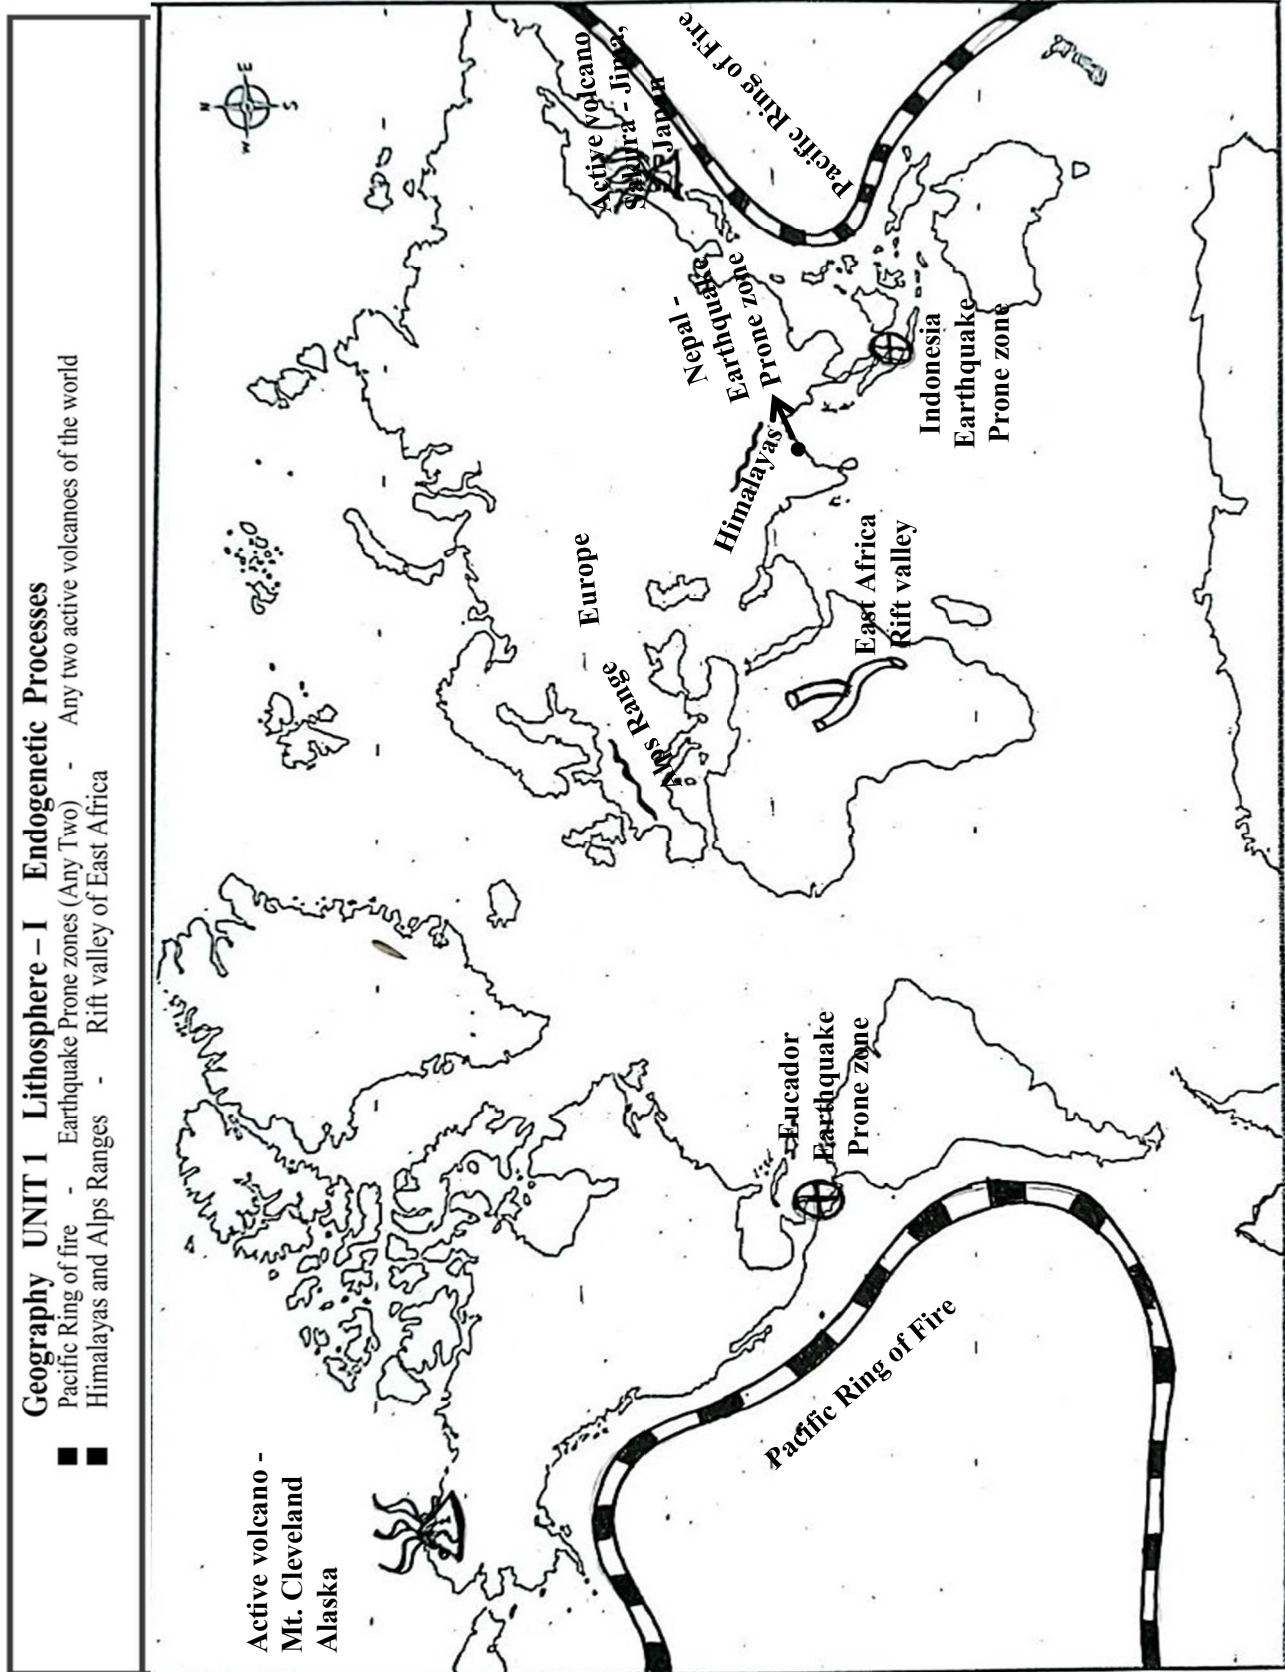 Geography UNIT 1 Lithosphere – I Endogenetic Processes
■ Pacific Ring of fire - Earthquake Prone zones (Any Two) - Any two active volcanoes of the world
■ Himalayas and Alps Ranges - Rift valley of East Africa
N
E
S
W
Active volcano -
Mt. Cleveland
Alaska
Pacific Ring of Fire
Eucador
Earthquake
Prone zone
Alps Range
Europe
East Africa
Rift valley
Himalayas
Nepal -
Earthquake
Prome zone
Indonesia
Earthquake
Prone zone
Active volcano
Sakura - Jima,
Japan
Pacific Ring of Fire